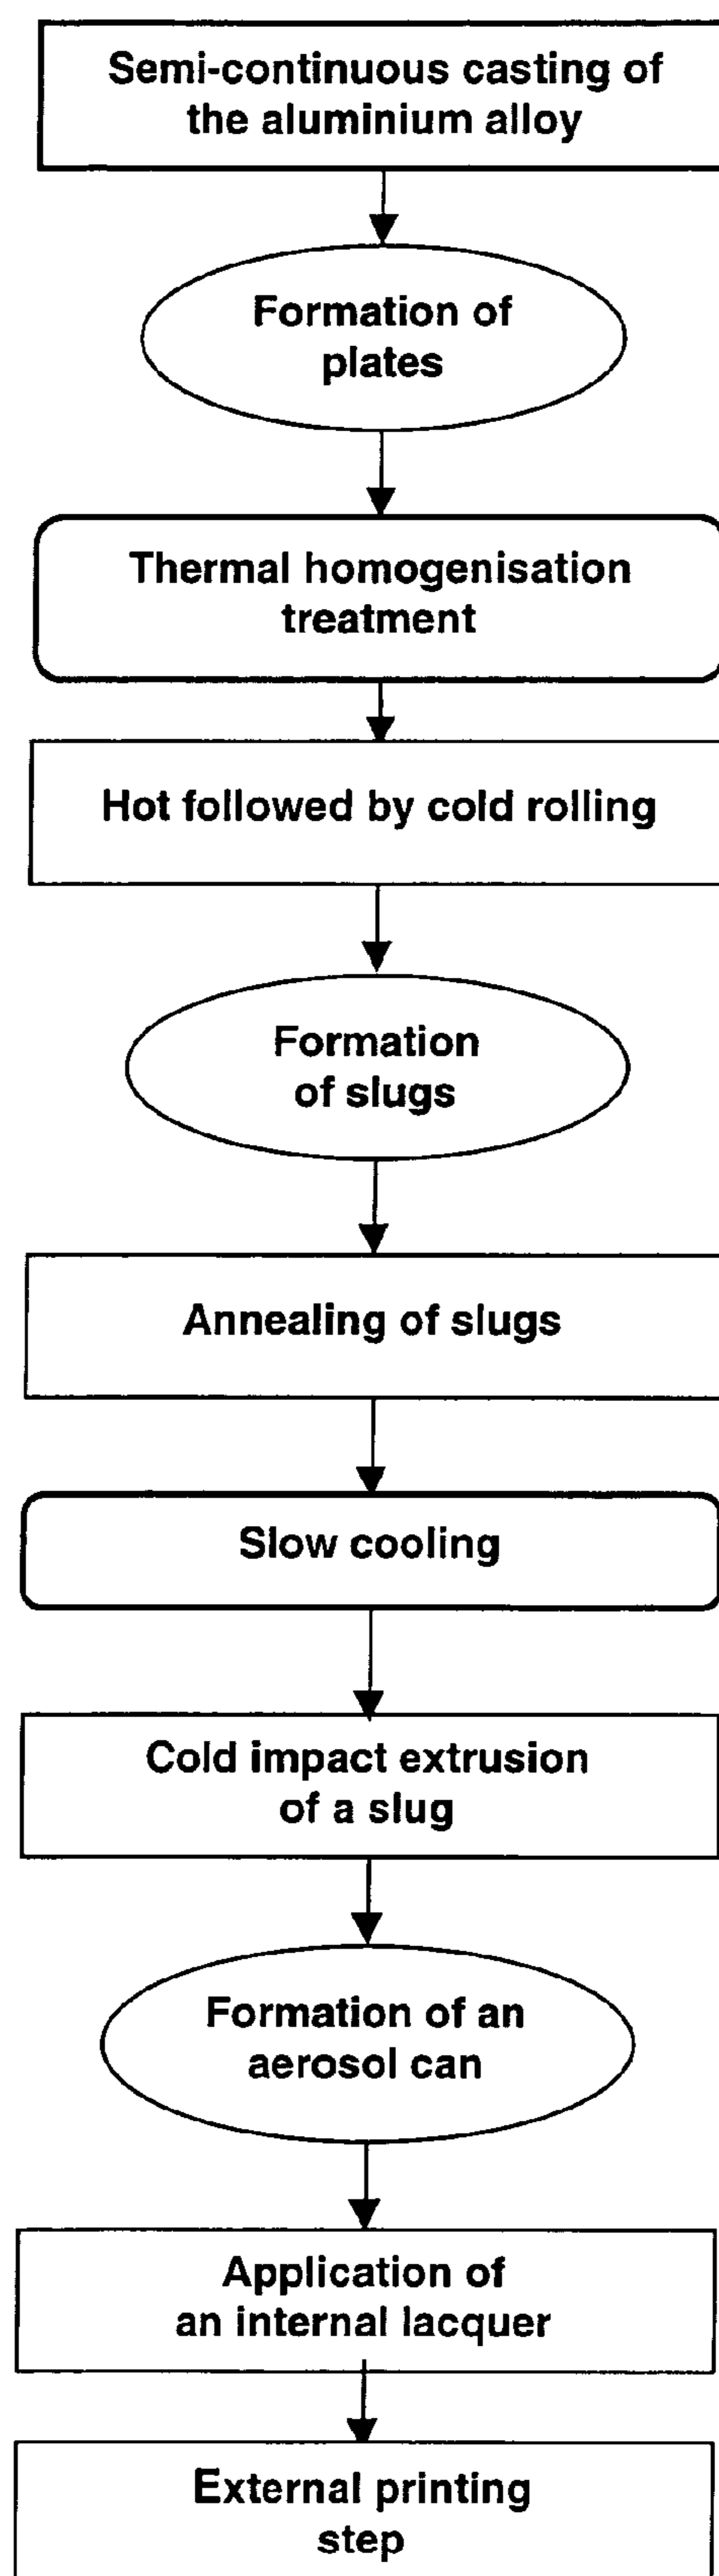 Semi-continuous casting of
the aluminium alloy
Formation of
plates
Thermal homogenisation
treatment
Hot followed by cold rolling
Formation
of slugs
Annealing of slugs
Slow cooling
Cold impact extrusion
of a slug
Formation of an
aerosol can
Application of
an internal lacquer
External printing
step